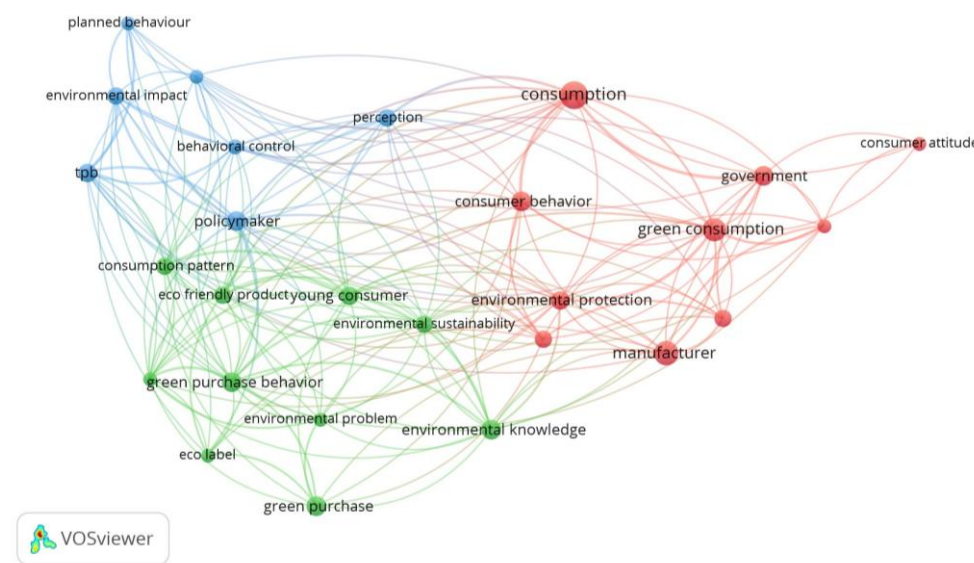 planned behaviour
consumption
environmental impact
perception
behavioral control
consumer attitude
tpb
government
consumer behavior
policymaker
green consumption
consumption pattern
eco friendly product
young consumer
environmental protection
environmental sustainability
manufacturer
green purchase behavior
environmental problem
environmental knowledge
eco label
green purchase
VOSviewer